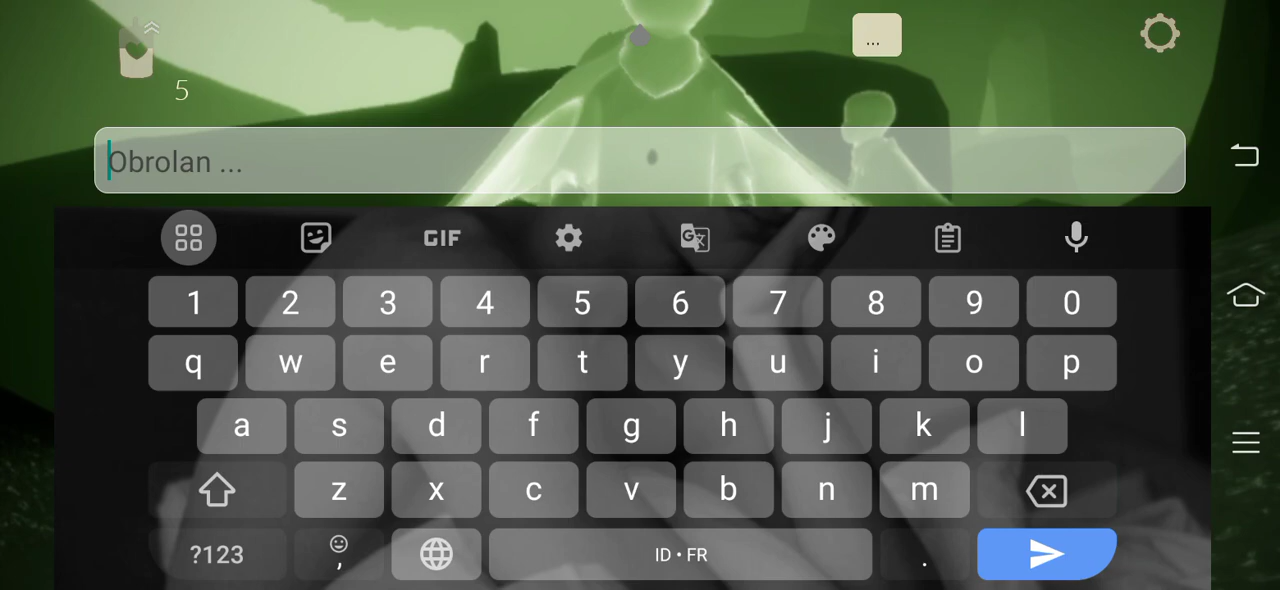 ...
5
Obrolan ...
GIF
G
1 2 3 4 5 6 7 8 9 0
q w e r t y u i o p
a s d f g h j k l
z x c v b n m
?123 , ID • FR .